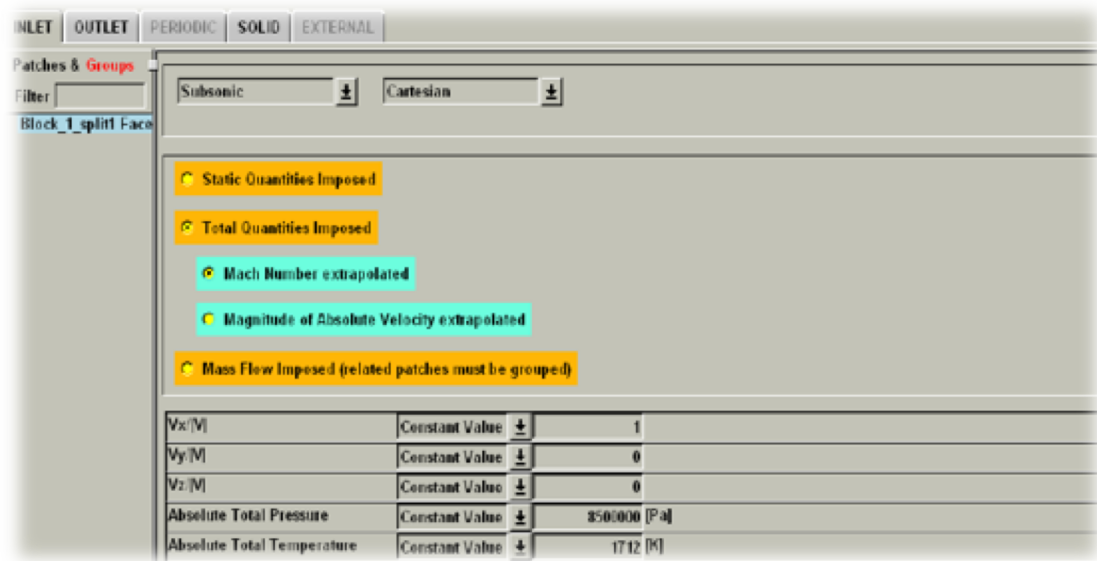 INLET OUTLET PERIODIC SOLID EXTERNAL
Patches & Groups
Filter
Block_1_split1 Face
Subsonic Cartesian
Static Quantities Imposed
Total Quantities Imposed
Mach Number extrapolated
Magnitude of Absolute Velocity extrapolated
Mass Flow Imposed (related patches must be grouped)
Vx/|V| Constant Value 1
Vy/|V| Constant Value 0
Vz/|V| Constant Value 0
Absolute Total Pressure Constant Value 8500000 [Pa]
Absolute Total Temperature Constant Value 1712 [K]